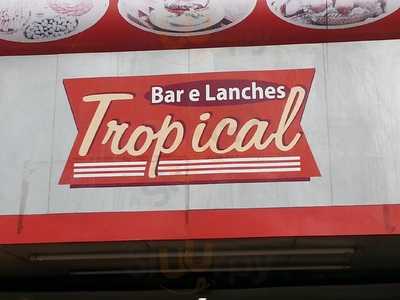 Bar e Lanches
Tropical